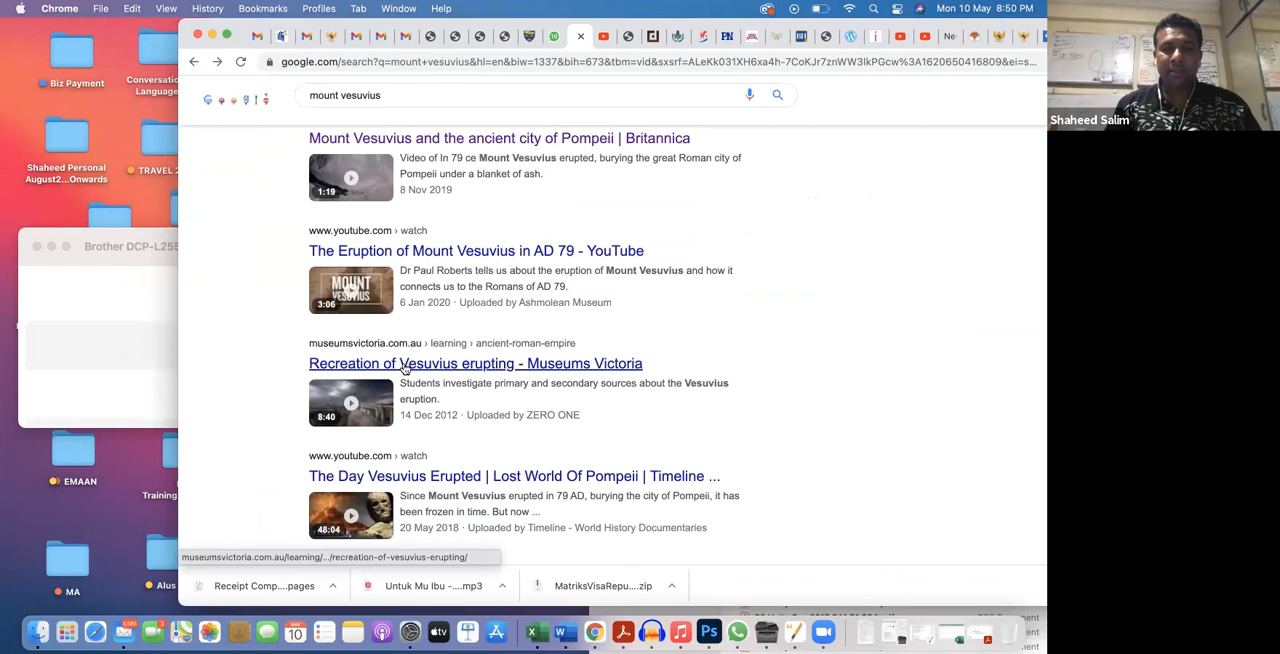 Chrome File Edit View History Bookmarks Profiles Tab Window Help
Mon 10 May 8:50 PM
google.com/search?q=mount+vesuvius&hl=en&biw=1337&bih=673&tbm=vid&sxsrf=ALeKk031XH6xa4h-7CoKJr7znWW3lkPGcw%3A1620650416809&ei=s...
mount vesuvius
Shaheed Salim
Biz Payment
Conversation
Language
Shaheed Personal
August2...Onwards
TRAVEL 2
Brother DCP-L255
EMAAN
Training
MA
Alus
Mount Vesuvius and the ancient city of Pompeii | Britannica
Video of In 79 ce Mount Vesuvius erupted, burying the great Roman city of
Pompeii under a blanket of ash.
1:19
8 Nov 2019
www.youtube.com › watch
The Eruption of Mount Vesuvius in AD 79 - YouTube
Dr Paul Roberts tells us about the eruption of Mount Vesuvius and how it
connects us to the Romans of AD 79.
MOUNT
VESUVIUS
3:06
6 Jan 2020 · Uploaded by Ashmolean Museum
museumsvictoria.com.au › learning › ancient-roman-empire
Recreation of Vesuvius erupting - Museums Victoria
Students investigate primary and secondary sources about the Vesuvius
eruption.
8:40
14 Dec 2012 · Uploaded by ZERO ONE
www.youtube.com › watch
The Day Vesuvius Erupted | Lost World Of Pompeii | Timeline ...
Since Mount Vesuvius erupted in 79 AD, burying the city of Pompeii, it has
been frozen in time. But now ...
48:04
20 May 2018 · Uploaded by Timeline - World History Documentaries
museumsvictoria.com.au/learning/.../recreation-of-vesuvius-erupting/
Receipt Comp....pages
Untuk Mu Ibu -....mp3
MatriksVisaRepu....zip